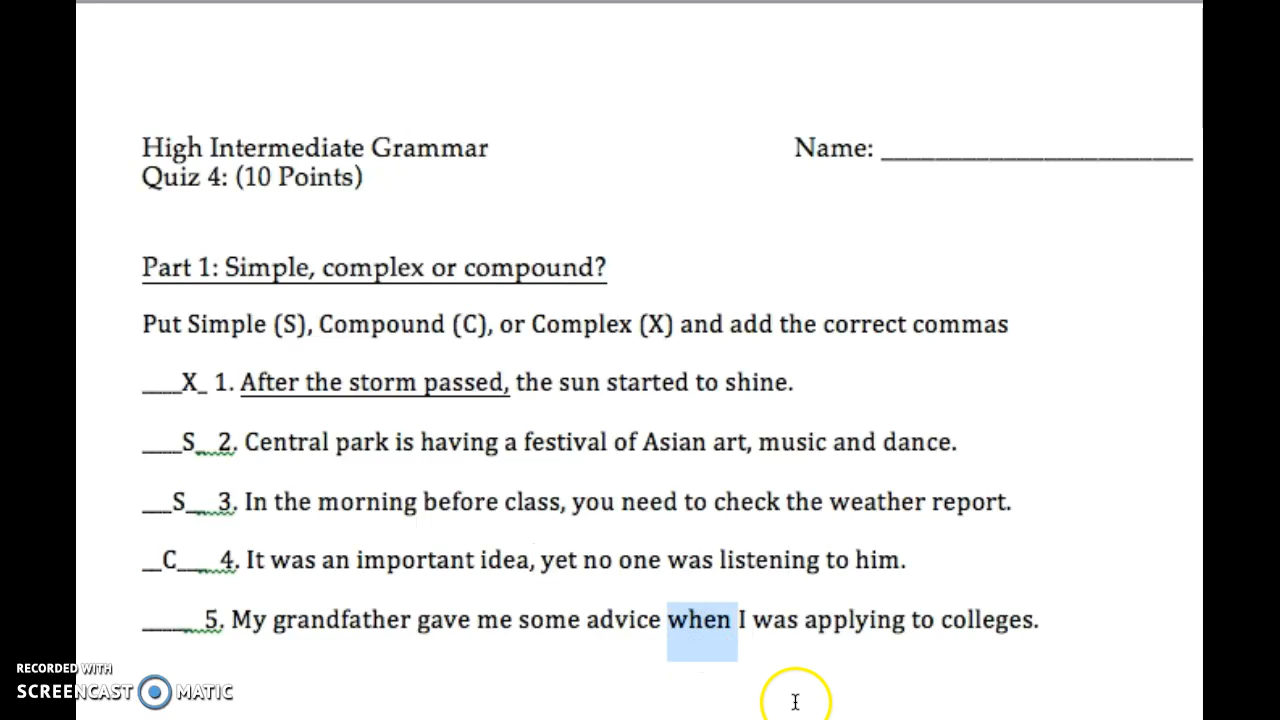 High Intermediate Grammar
Name: _______________________
Quiz 4: (10 Points)
Part 1: Simple, complex or compound?
Put Simple (S), Compound (C), or Complex (X) and add the correct commas
____X_ 1. After the storm passed, the sun started to shine.
____S__ 2. Central park is having a festival of Asian art, music and dance.
___S___ 3. In the morning before class, you need to check the weather report.
__C____ 4. It was an important idea, yet no one was listening to him.
______ 5. My grandfather gave me some advice when I was applying to colleges.
RECORDED WITH
SCREENCAST MATIC